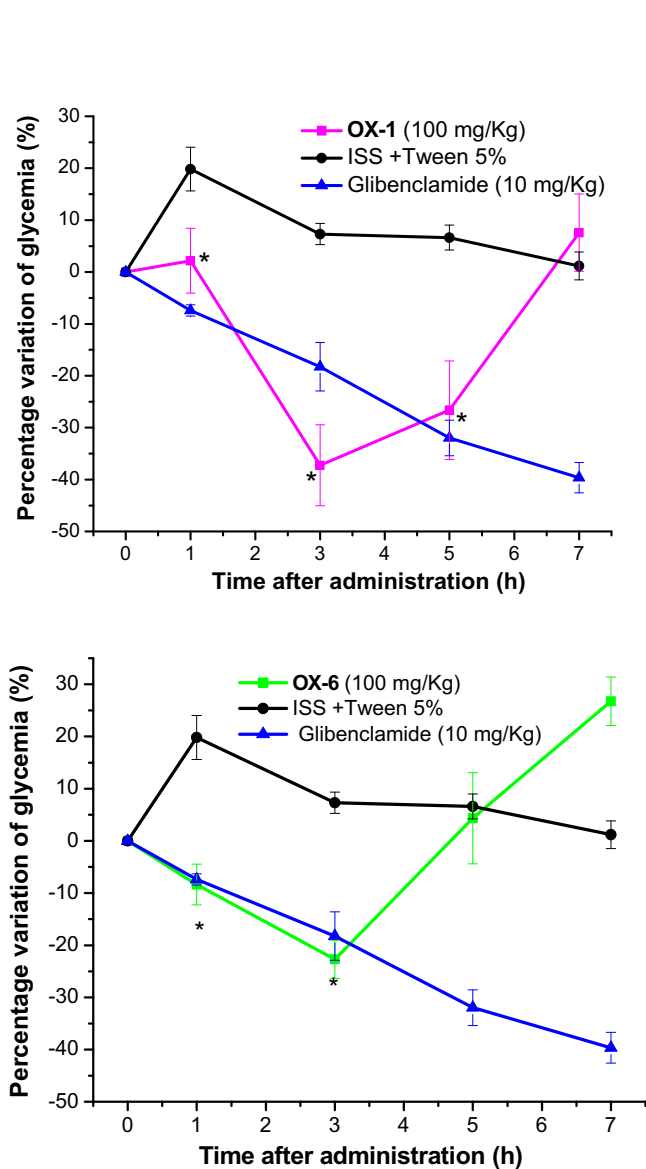 30
20
10
0
-10
-20
-30
-40
-50
Percentage variation of glycemia (%)
OX-1 (100 mg/Kg)
ISS +Tween 5%
Glibenclamide (10 mg/Kg)
*
*
*
0 1 2 3 4 5 6 7
Time after administration (h)
30
20
10
0
-10
-20
-30
-40
-50
Percentage variation of glycemia (%)
OX-6 (100 mg/Kg)
ISS +Tween 5%
Glibenclamide (10 mg/Kg)
*
*
0 1 2 3 4 5 6 7
Time after administration (h)